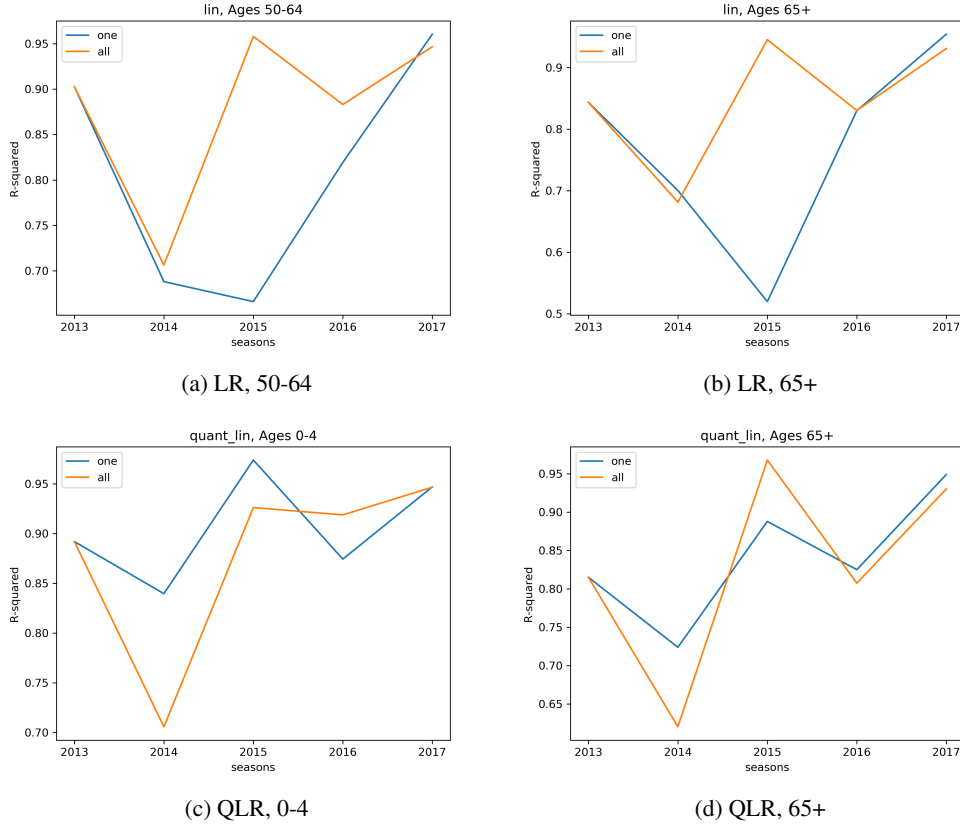 lin, Ages 50-64
one
all
R-squared
0.95
0.90
0.85
0.80
0.75
0.70
2013 2014 2015 2016 2017
seasons
(a) LR, 50-64
lin, Ages 65+
one
all
R-squared
0.9
0.8
0.7
0.6
0.5
2013 2014 2015 2016 2017
seasons
(b) LR, 65+
quant_lin, Ages 0-4
one
all
R-squared
0.95
0.90
0.85
0.80
0.75
0.70
2013 2014 2015 2016 2017
seasons
(c) QLR, 0-4
quant_lin, Ages 65+
one
all
R-squared
0.95
0.90
0.85
0.80
0.75
0.70
0.65
2013 2014 2015 2016 2017
seasons
(d) QLR, 65+